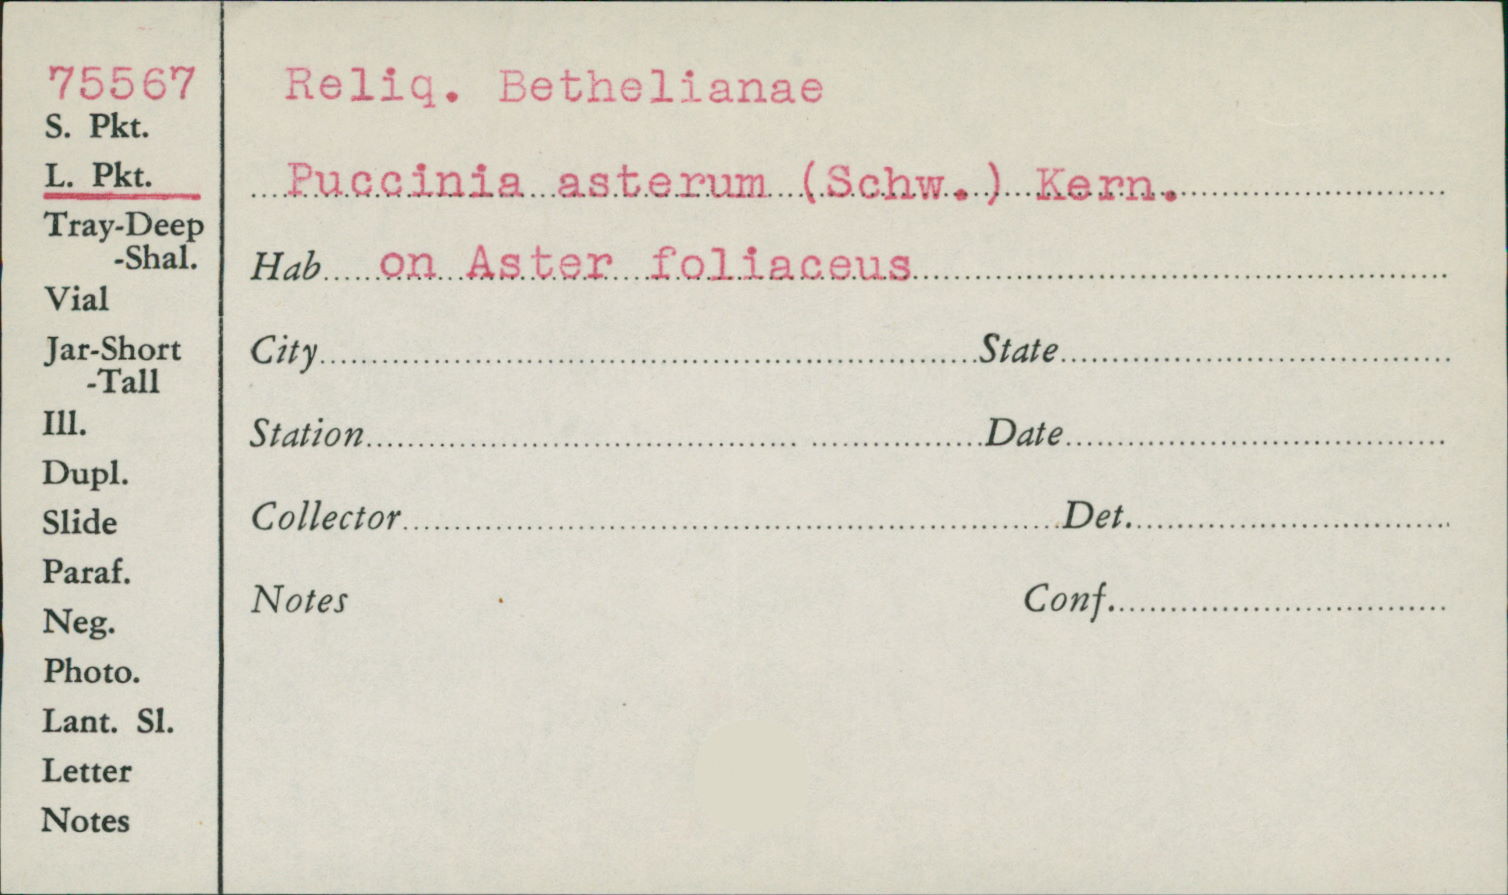 75567
S. Pkt.
L. Pkt.
Tray-Deep
-Shal.
Vial
Jar-Short
-Tall
Ill.
Dupl.
Slide
Paraf.
Neg.
Photo.
Lant. Sl.
Letter
Notes
Reliq. Bethelianae
Puccinia asterum (Schw.) Kern.
Hab on Aster foliaceus
City State
Station Date
Collector Det.
Notes Conf.